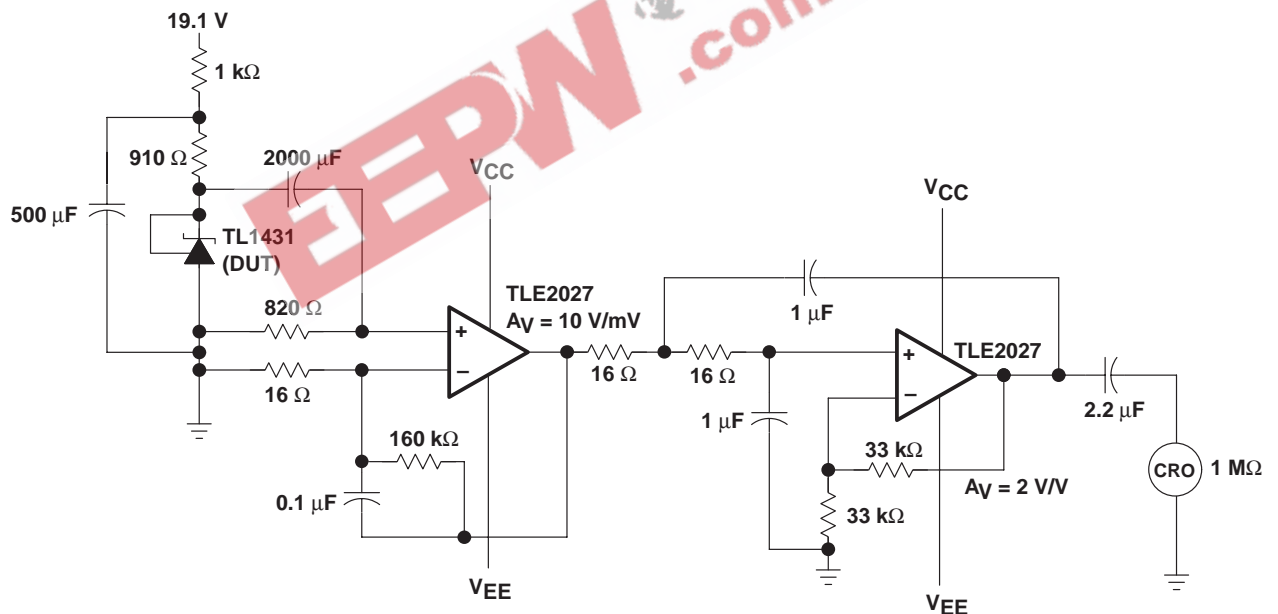 19.1 V
1 kΩ
910 Ω
2000 μF
500 μF
TL1431
(DUT)
820 Ω
16 Ω
160 kΩ
0.1 μF
VCC
+
−
TLE2027
AV = 10 V/mV
VEE
16 Ω
16 Ω
1 μF
1 μF
VCC
+
−
TLE2027
33 kΩ
AV = 2 V/V
33 kΩ
VEE
2.2 μF
CRO
1 MΩ
EEPW
.com